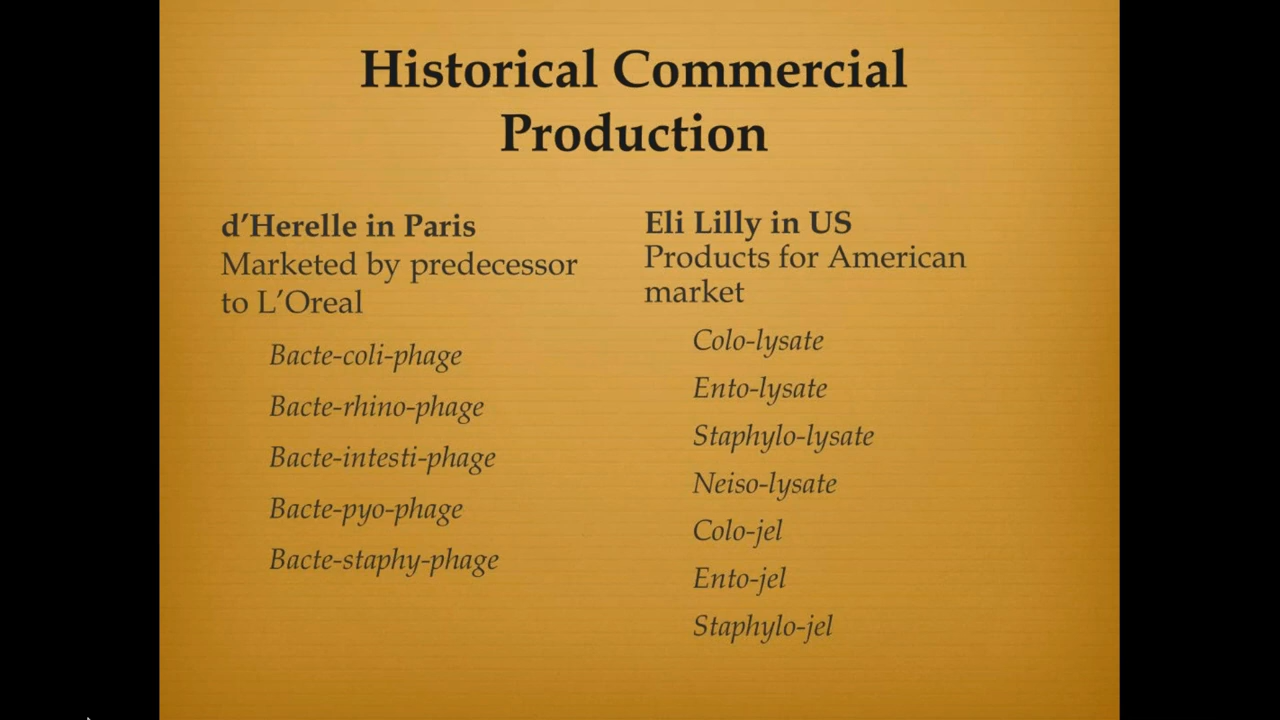 Historical Commercial
Production
d’Herelle in Paris
Marketed by predecessor
to L’Oreal
Bacte-coli-phage
Bacte-rhino-phage
Bacte-intesti-phage
Bacte-pyo-phage
Bacte-staphy-phage
Eli Lilly in US
Products for American
market
Colo-lysate
Ento-lysate
Staphylo-lysate
Neiso-lysate
Colo-jel
Ento-jel
Staphylo-jel